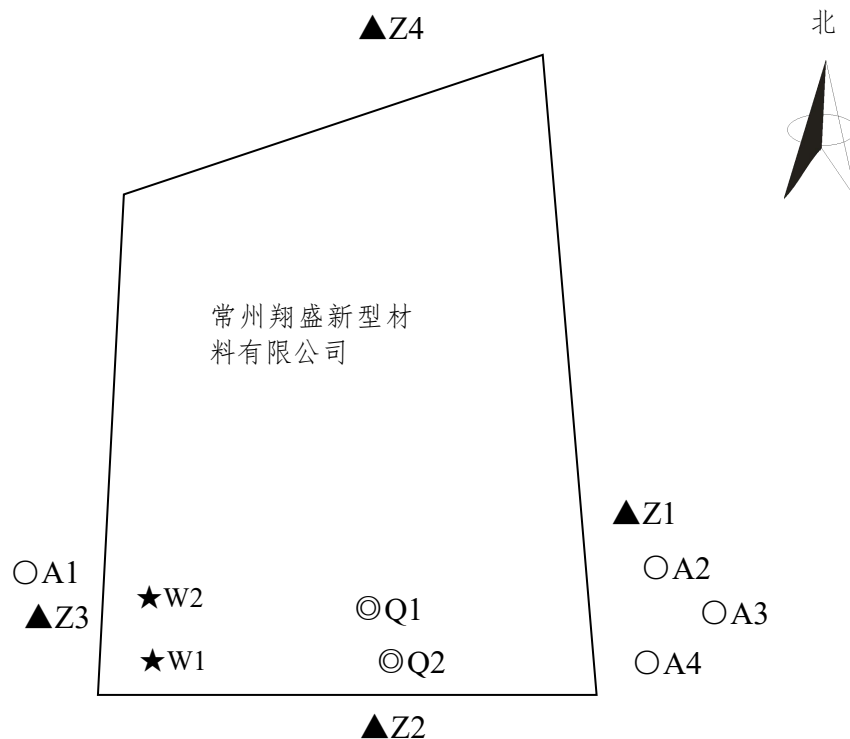 ▲Z4
北
常州翔盛新型材
料有限公司
▲Z1
○A1
○A2
★W2
◎Q1
○A3
▲Z3
★W1
◎Q2
○A4
▲Z2